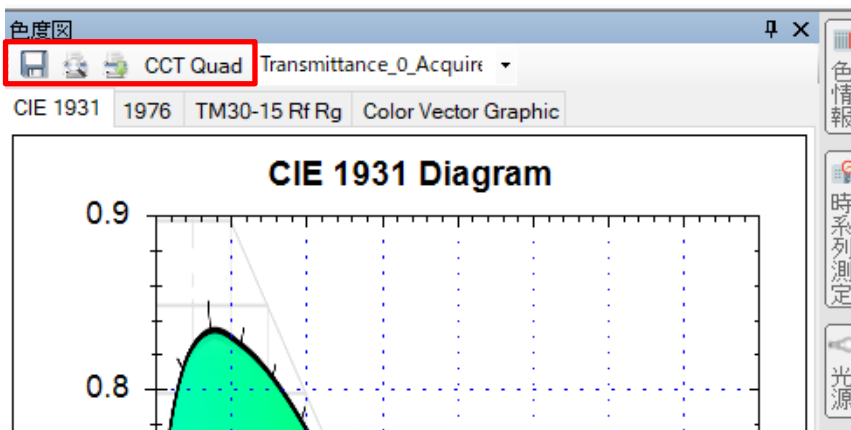 色度図
CCT Quad Transmittance_0_Acquire
CIE 1931 1976 TM30-15 Rf Rg Color Vector Graphic
CIE 1931 Diagram
0.9
0.8
色情報
時系列測定
光源